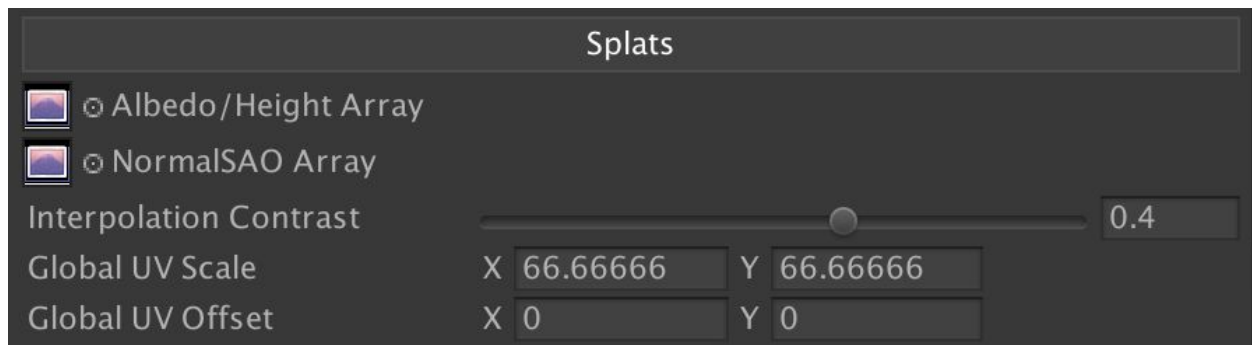 Splats
Albedo/Height Array
NormalSAO Array
Interpolation Contrast 0.4
Global UV Scale X 66.66666 Y 66.66666
Global UV Offset X 0 Y 0